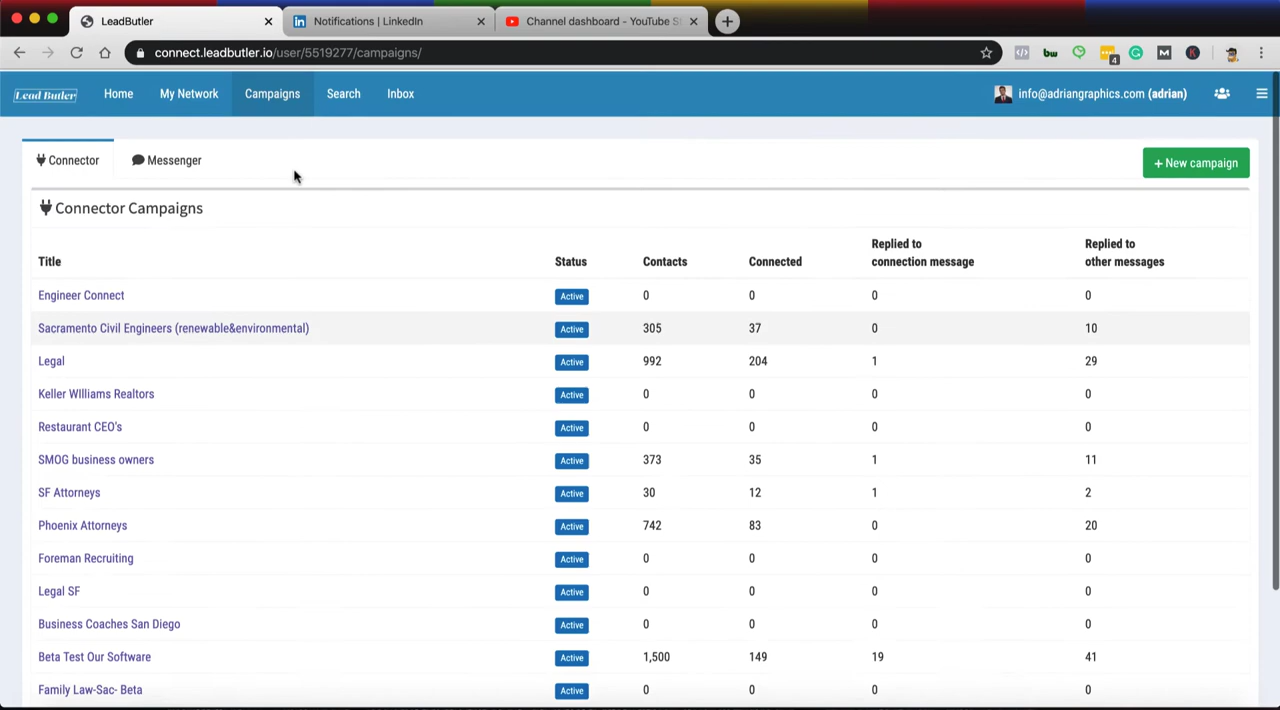 LeadButler
Notifications | LinkedIn
Channel dashboard - YouTube S
connect.leadbutler.io/user/5519277/campaigns/
bw
4
M
K
Lead Butler
Home
My Network
Campaigns
Search
Inbox
info@adriangraphics.com (adrian)
Connector
Messenger
+ New campaign
Connector Campaigns
Title Status Contacts Connected Replied to connection message Replied to other messages
Engineer Connect Active 0 0 0 0
Sacramento Civil Engineers (renewable&environmental) Active 305 37 0 10
Legal Active 992 204 1 29
Keller WIlliams Realtors Active 0 0 0 0
Restaurant CEO's Active 0 0 0 0
SMOG business owners Active 373 35 1 11
SF Attorneys Active 30 12 1 2
Phoenix Attorneys Active 742 83 0 20
Foreman Recruiting Active 0 0 0 0
Legal SF Active 0 0 0 0
Business Coaches San Diego Active 0 0 0 0
Beta Test Our Software Active 1,500 149 19 41
Family Law-Sac- Beta Active 0 0 0 0